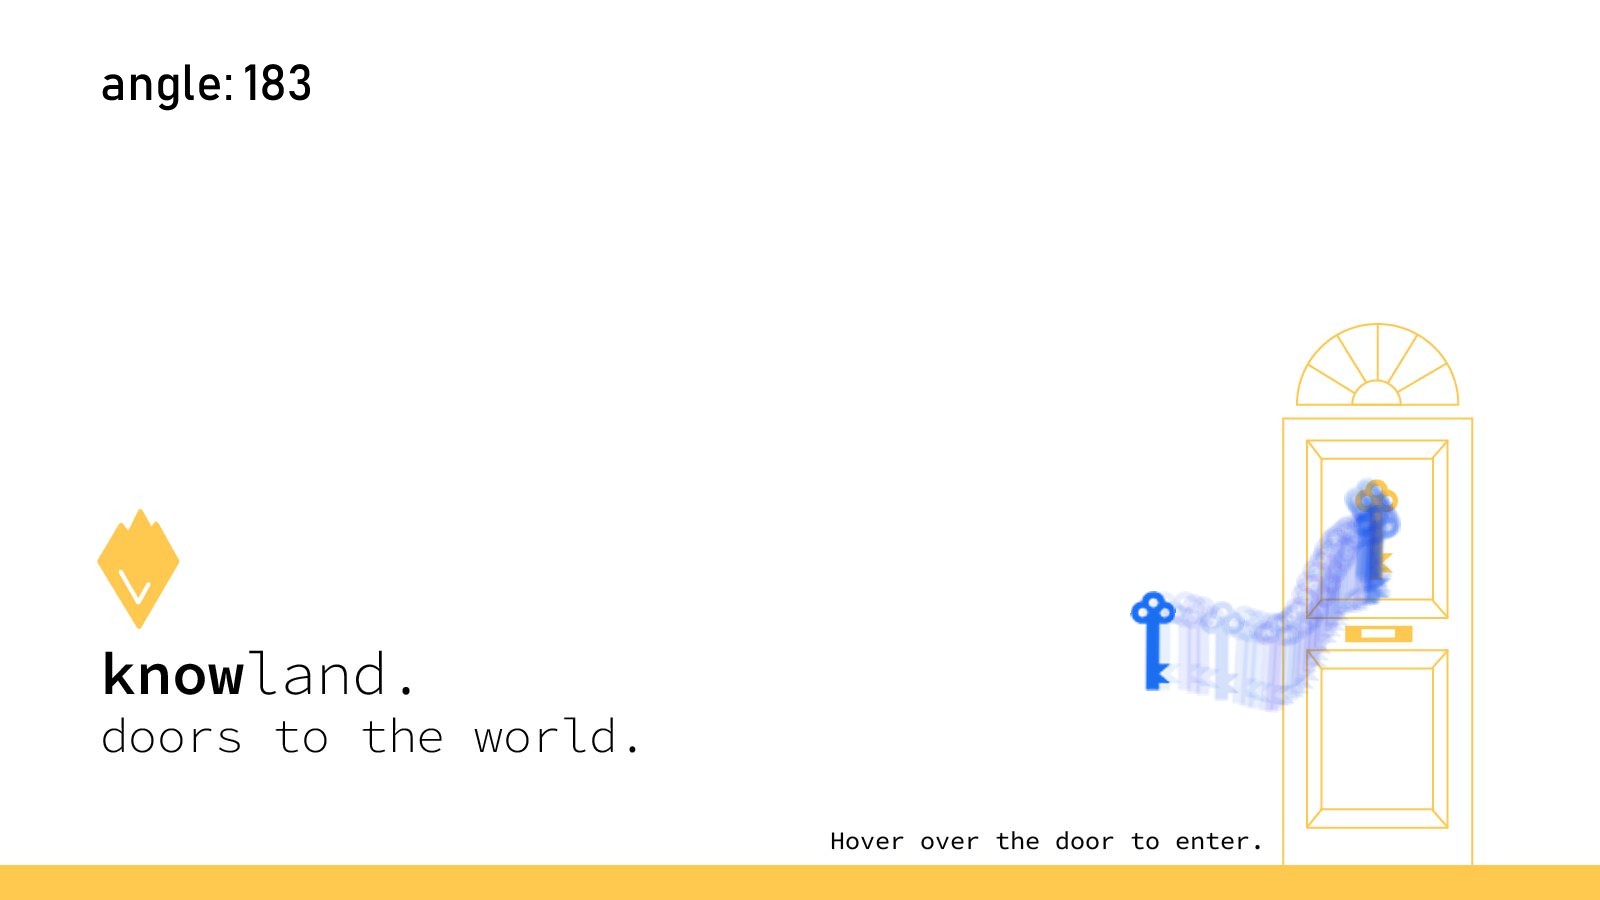 angle: 183
knowland.
doors to the world.
Hover over the door to enter.